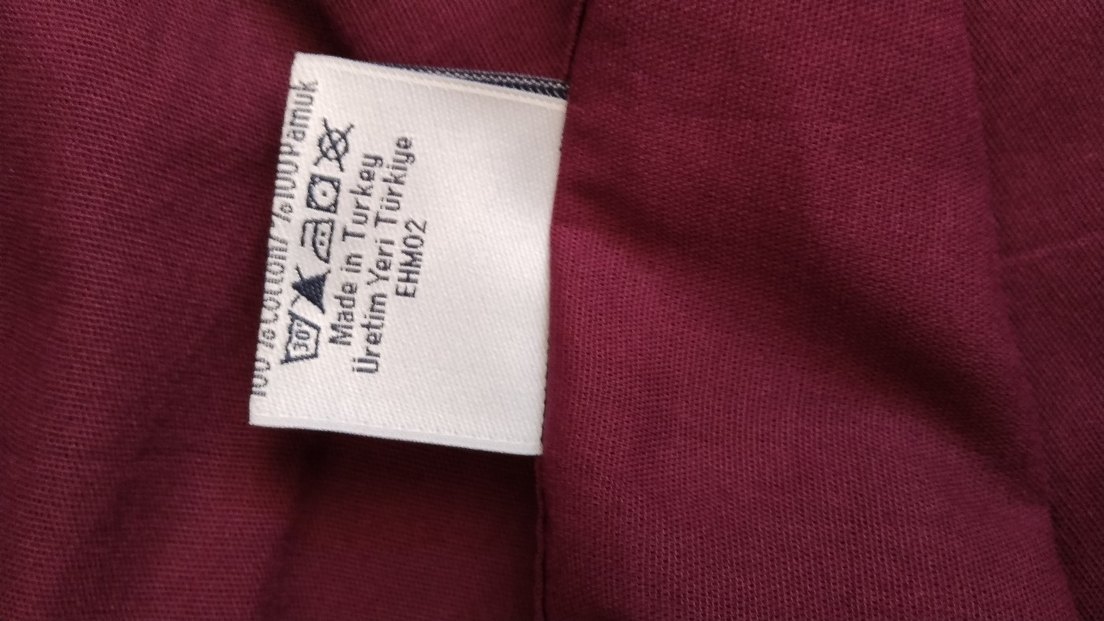 100% Cotton / %100 Pamuk
30°
Made in Turkey
Üretim Yeri Türkiye
EHM02